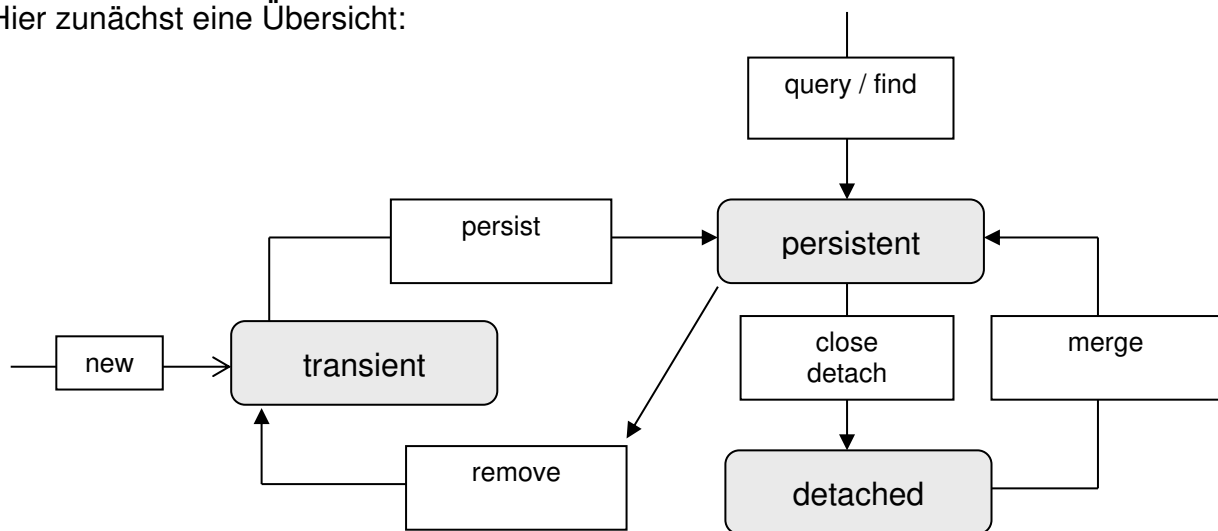 Hier zunächst eine Übersicht:
query / find
persist
persistent
new
transient
close
detach
merge
remove
detached